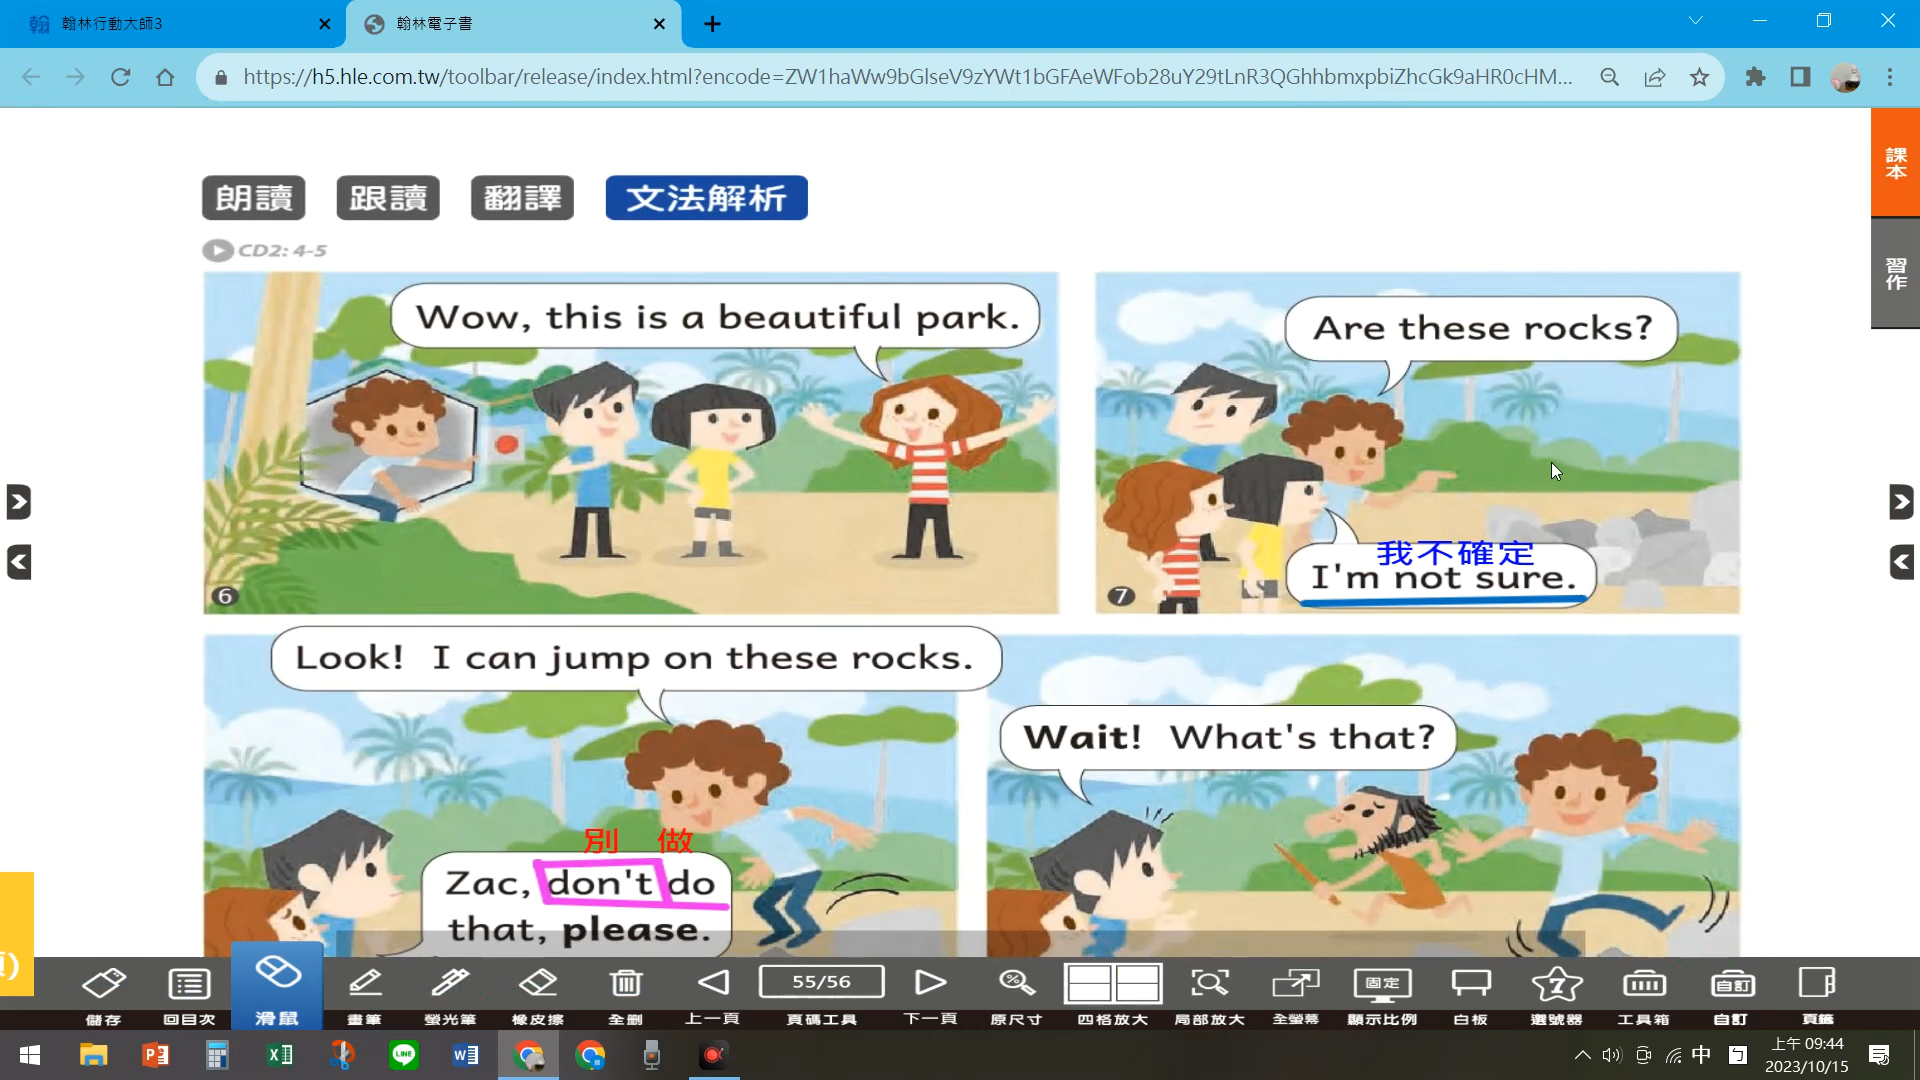 翰林行動大師3
翰林電子書
https://h5.hle.com.tw/toolbar/release/index.html?encode=ZW1haWw9bGlseV9zYWt1bGFAeWFob28uY29tLnR3QGhhbmxpbiZhcGk9aHR0cHM...
課本
習作
朗讀 跟讀 翻譯 文法解析
CD2: 4-5
Wow, this is a beautiful park.
Are these rocks?
我不確定
I'm not sure.
6
7
Look! I can jump on these rocks.
Wait! What's that?
別 做
Zac, don't do
that, please.
55/56
固定
7
自訂
儲存 回目次 滑鼠 畫筆 螢光筆 橡皮擦 全刪 上一頁 頁碼工具 下一頁 原尺寸 四格放大 局部放大 全螢幕 顯示比例 白板 選號器 工具箱 自訂 頁籤
中
上午 09:44
2023/10/15